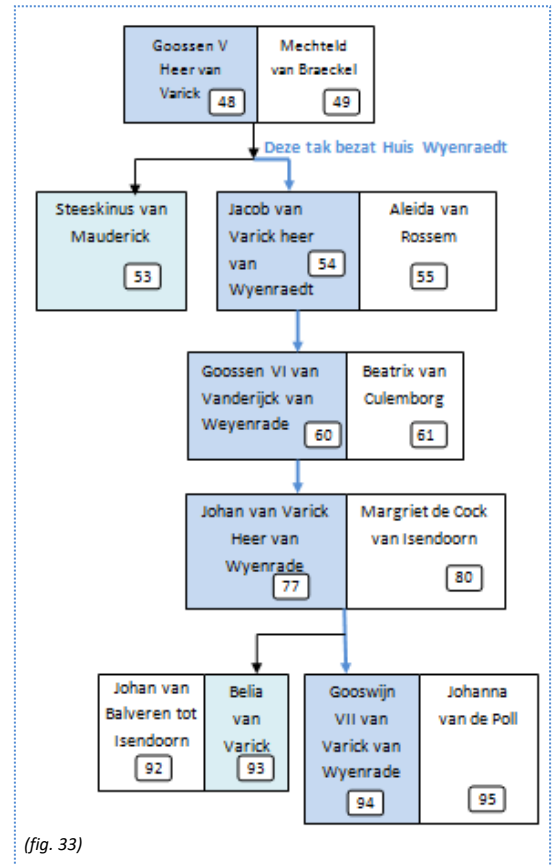 Goossen V
Heer van
Varick
48
Mechteld
van Braeckel
49
Deze tak bezat Huis Wyenraedt
Steeskinus van
Mauderick
53
Jacob van
Varick heer
van
Wyenraedt
54
Aleida van
Rossem
55
Goossen VI van
Vanderijck van
Weyenrade
60
Beatrix van
Culemborg
61
Johan van Varick
Heer van
Wyenrade
77
Margriet de Cock
van Isendoorn
80
Johan van
Balveren tot
Isendoorn
92
Belia
van
Varick
93
Gooswijn
VII van
Varick van
Wyenrade
94
Johanna
van de Poll
95
(fig. 33)